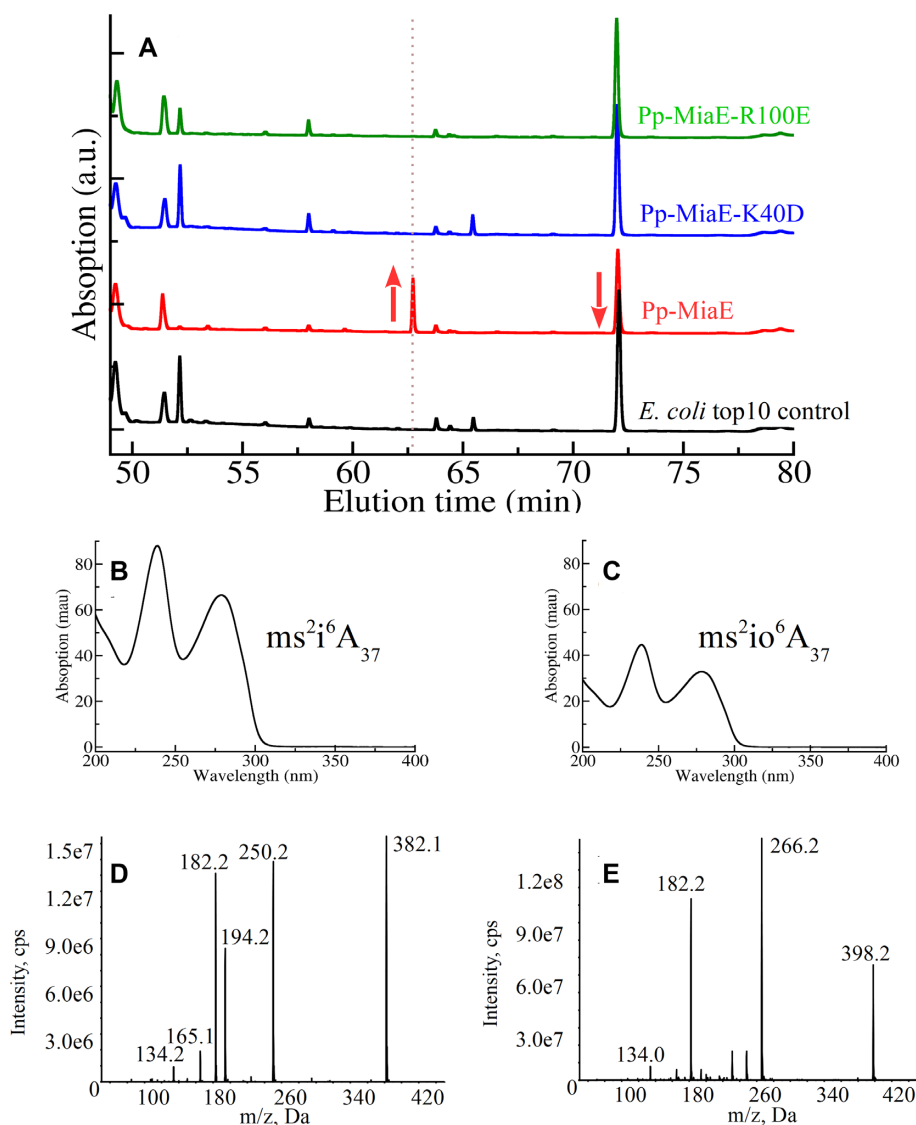 A
Absoption (a.u.)
Pp-MiaE-R100E
Pp-MiaE-K40D
Pp-MiaE
E. coli top10 control
50 55 60 65 70 75 80
Elution time (min)
B
Absoption (mau)
80
60
40
20
0
ms²i⁶A₃₇
200 250 300 350 400
Wavelength (nm)
C
Absoption (mau)
80
60
40
20
0
ms²io⁶A₃₇
200 250 300 350 400
Wavelength (nm)
D
Intensity, cps
1.5e7
1.2e7
9.0e6
6.0e6
3.0e6
0
182.2
250.2
382.1
194.2
165.1
134.2
100 180 260 340 420
m/z, Da
E
Intensity, cps
1.2e8
9.0e7
6.0e7
3.0e7
0
266.2
182.2
398.2
134.0
100 180 260 340 420
m/z, Da